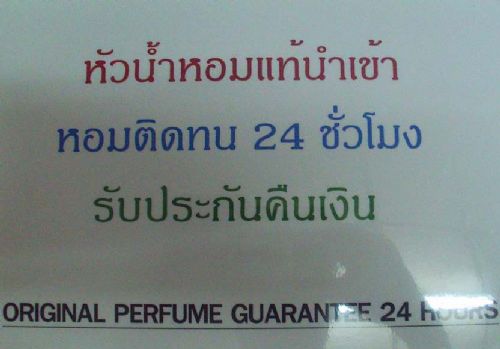 หัวน้ำหอมแท้นำเข้า
หอมติดทน 24 ชั่วโมง
รับประกันคืนเงิน
ORIGINAL PERFUME GUARANTEE 24 HOURS